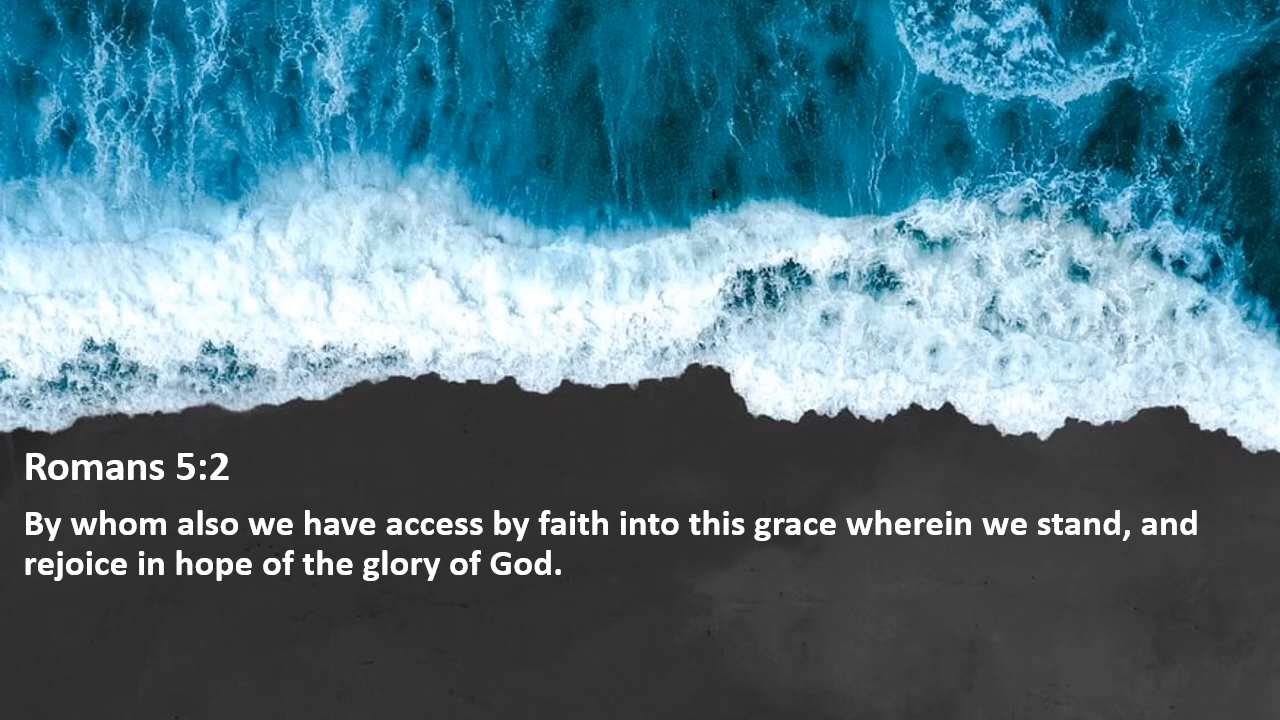 Romans 5:2
By whom also we have access by faith into this grace wherein we stand, and
rejoice in hope of the glory of God.